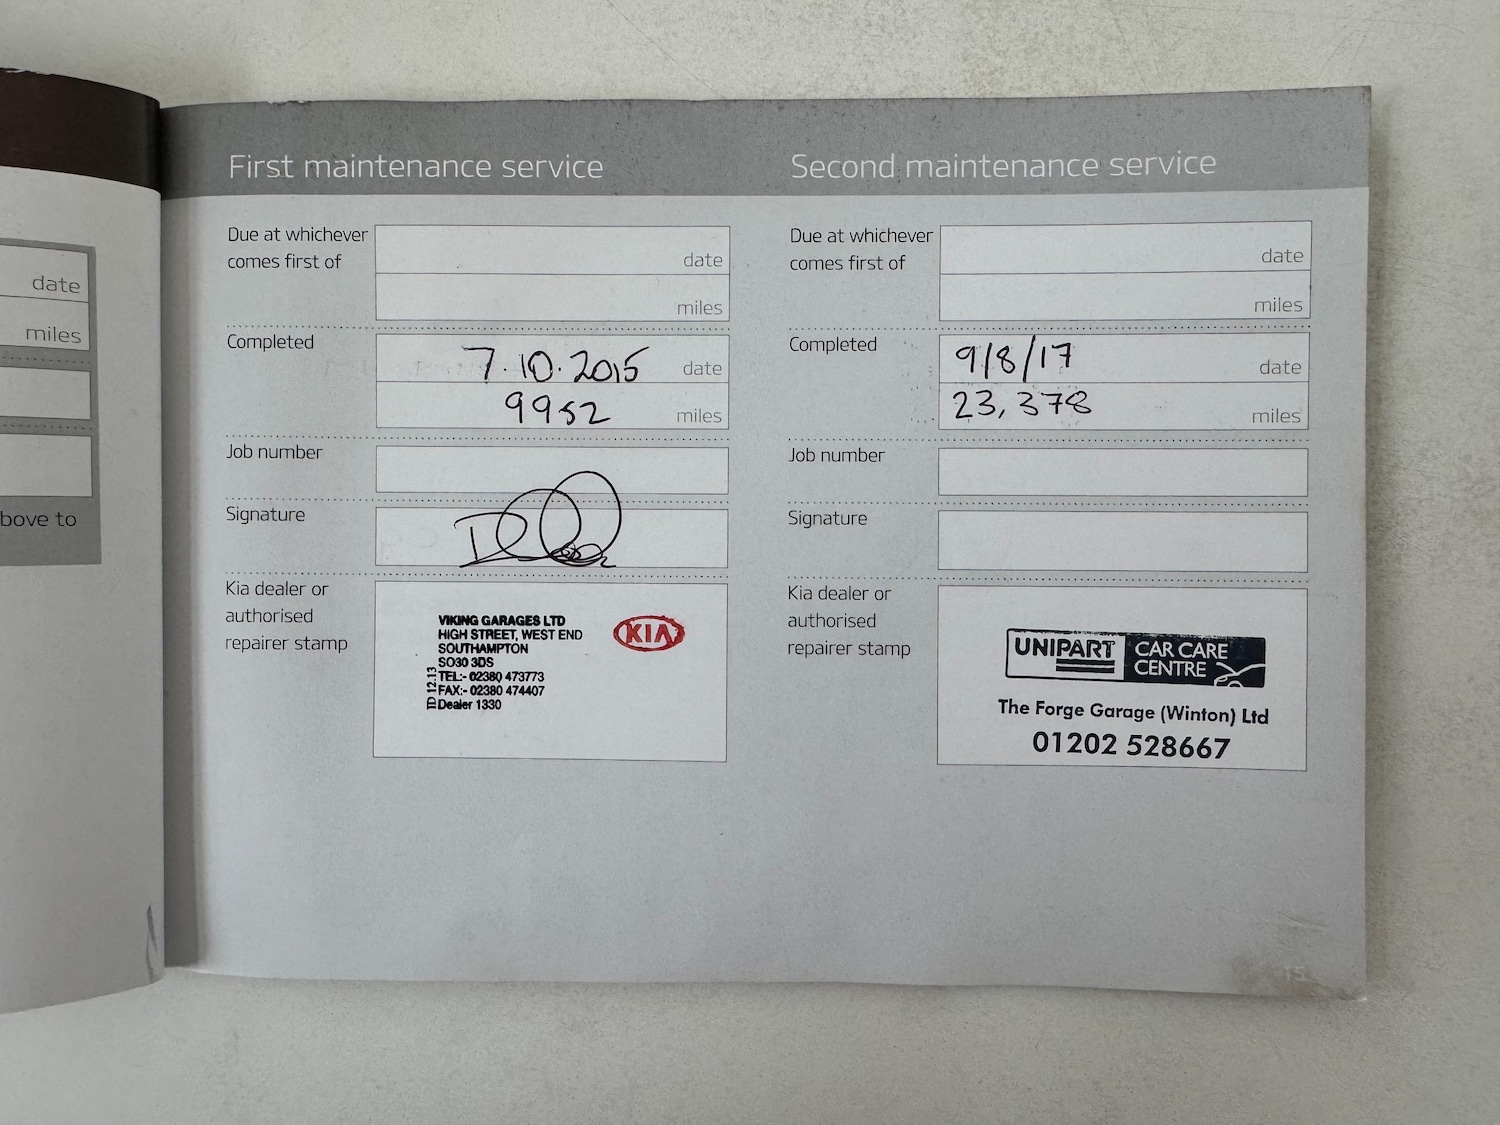 date
miles
bove to
First maintenance service
Due at whichever
comes first of
date
miles
Completed
7.10.2015 date
9952 miles
Job number
Signature
Kia dealer or
authorised
repairer stamp
VIKING GARAGES LTD
HIGH STREET, WEST END
SOUTHAMPTON
SO30 3DS
TEL:- 02380 473773
FAX:- 02380 474407
Dealer 1330
TD 12.13
KIA
Second maintenance service
Due at whichever
comes first of
date
miles
Completed
9/8/17 date
23,378 miles
Job number
Signature
Kia dealer or
authorised
repairer stamp
UNIPART CAR CARE
CENTRE
The Forge Garage (Winton) Ltd
01202 528667
15